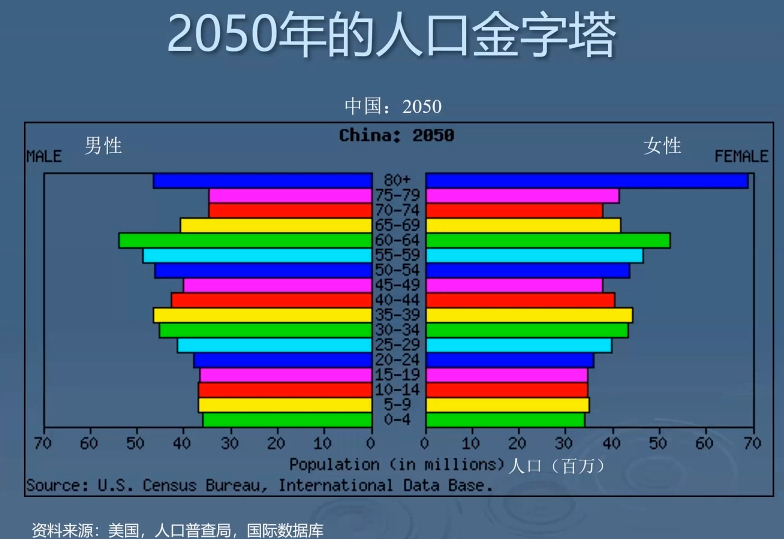 2050年的人口金字塔
中国：2050
China: 2050
男性
女性
MALE
FEMALE
80+
75-79
70-74
65-69
60-64
55-59
50-54
45-49
40-44
35-39
30-34
25-29
20-24
15-19
10-14
5-9
0-4
70 60 50 40 30 20 10 0 0 10 20 30 40 50 60 70
Population (in millions) 人口（百万）
Source: U.S. Census Bureau, International Data Base.
资料来源：美国，人口普查局，国际数据库